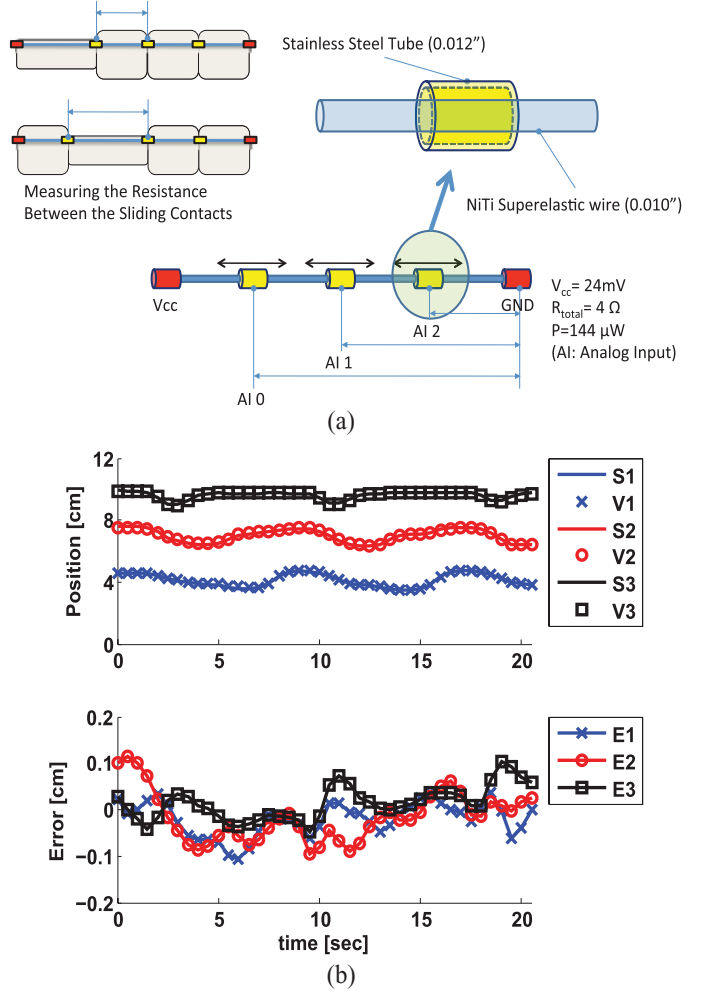 Stainless Steel Tube (0.012”)
Measuring the Resistance
Between the Sliding Contacts
NiTi Superelastic wire (0.010”)
Vcc
GND
AI 2
AI 1
AI 0
Vcc= 24mV
Rtotal= 4 Ω
P=144 μW
(AI: Analog Input)
(a)
Position [cm]
12
8
4
0
0 5 10 15 20
S1
V1
S2
V2
S3
V3
Error [cm]
0.2
0.1
0
−0.1
−0.2
0 5 10 15 20
time [sec]
E1
E2
E3
(b)